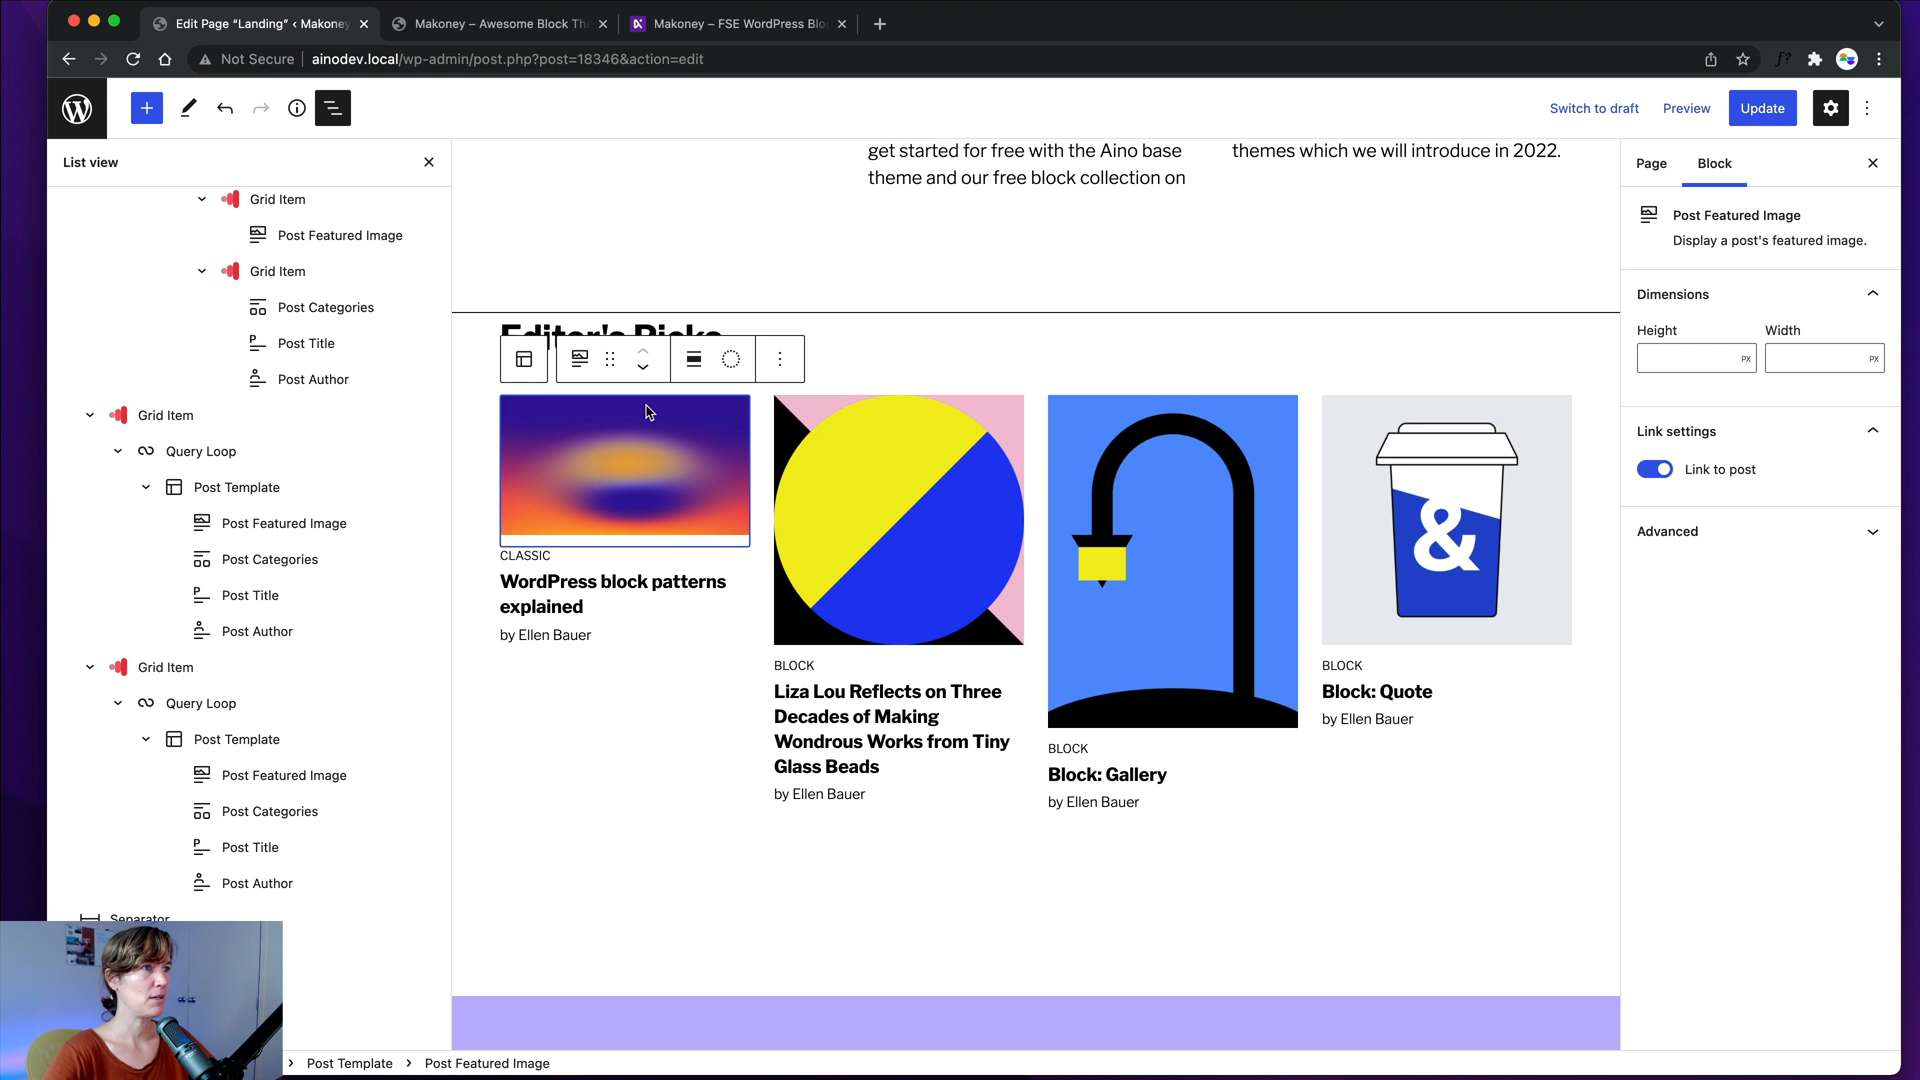 Edit Page “Landing” ‹ Makoney
Makoney – Awesome Block Th
Makoney – FSE WordPress Blo
Not Secure
ainodev.local/wp-admin/post.php?post=18346&action=edit
f?
Switch to draft
Preview
Update
List view
Grid Item
Post Featured Image
Grid Item
Post Categories
Post Title
Post Author
Grid Item
Query Loop
Post Template
Post Featured Image
Post Categories
Post Title
Post Author
Grid Item
Query Loop
Post Template
Post Featured Image
Post Categories
Post Title
Post Author
Separator
get started for free with the Aino base
theme and our free block collection on
themes which we will introduce in 2022.
Editor's Picks
CLASSIC
WordPress block patterns
explained
by Ellen Bauer
BLOCK
Liza Lou Reflects on Three
Decades of Making
Wondrous Works from Tiny
Glass Beads
by Ellen Bauer
BLOCK
Block: Gallery
by Ellen Bauer
&
BLOCK
Block: Quote
by Ellen Bauer
Page
Block
Post Featured Image
Display a post's featured image.
Dimensions
Height
Width
PX
PX
Link settings
Link to post
Advanced
Post Template
Post Featured Image